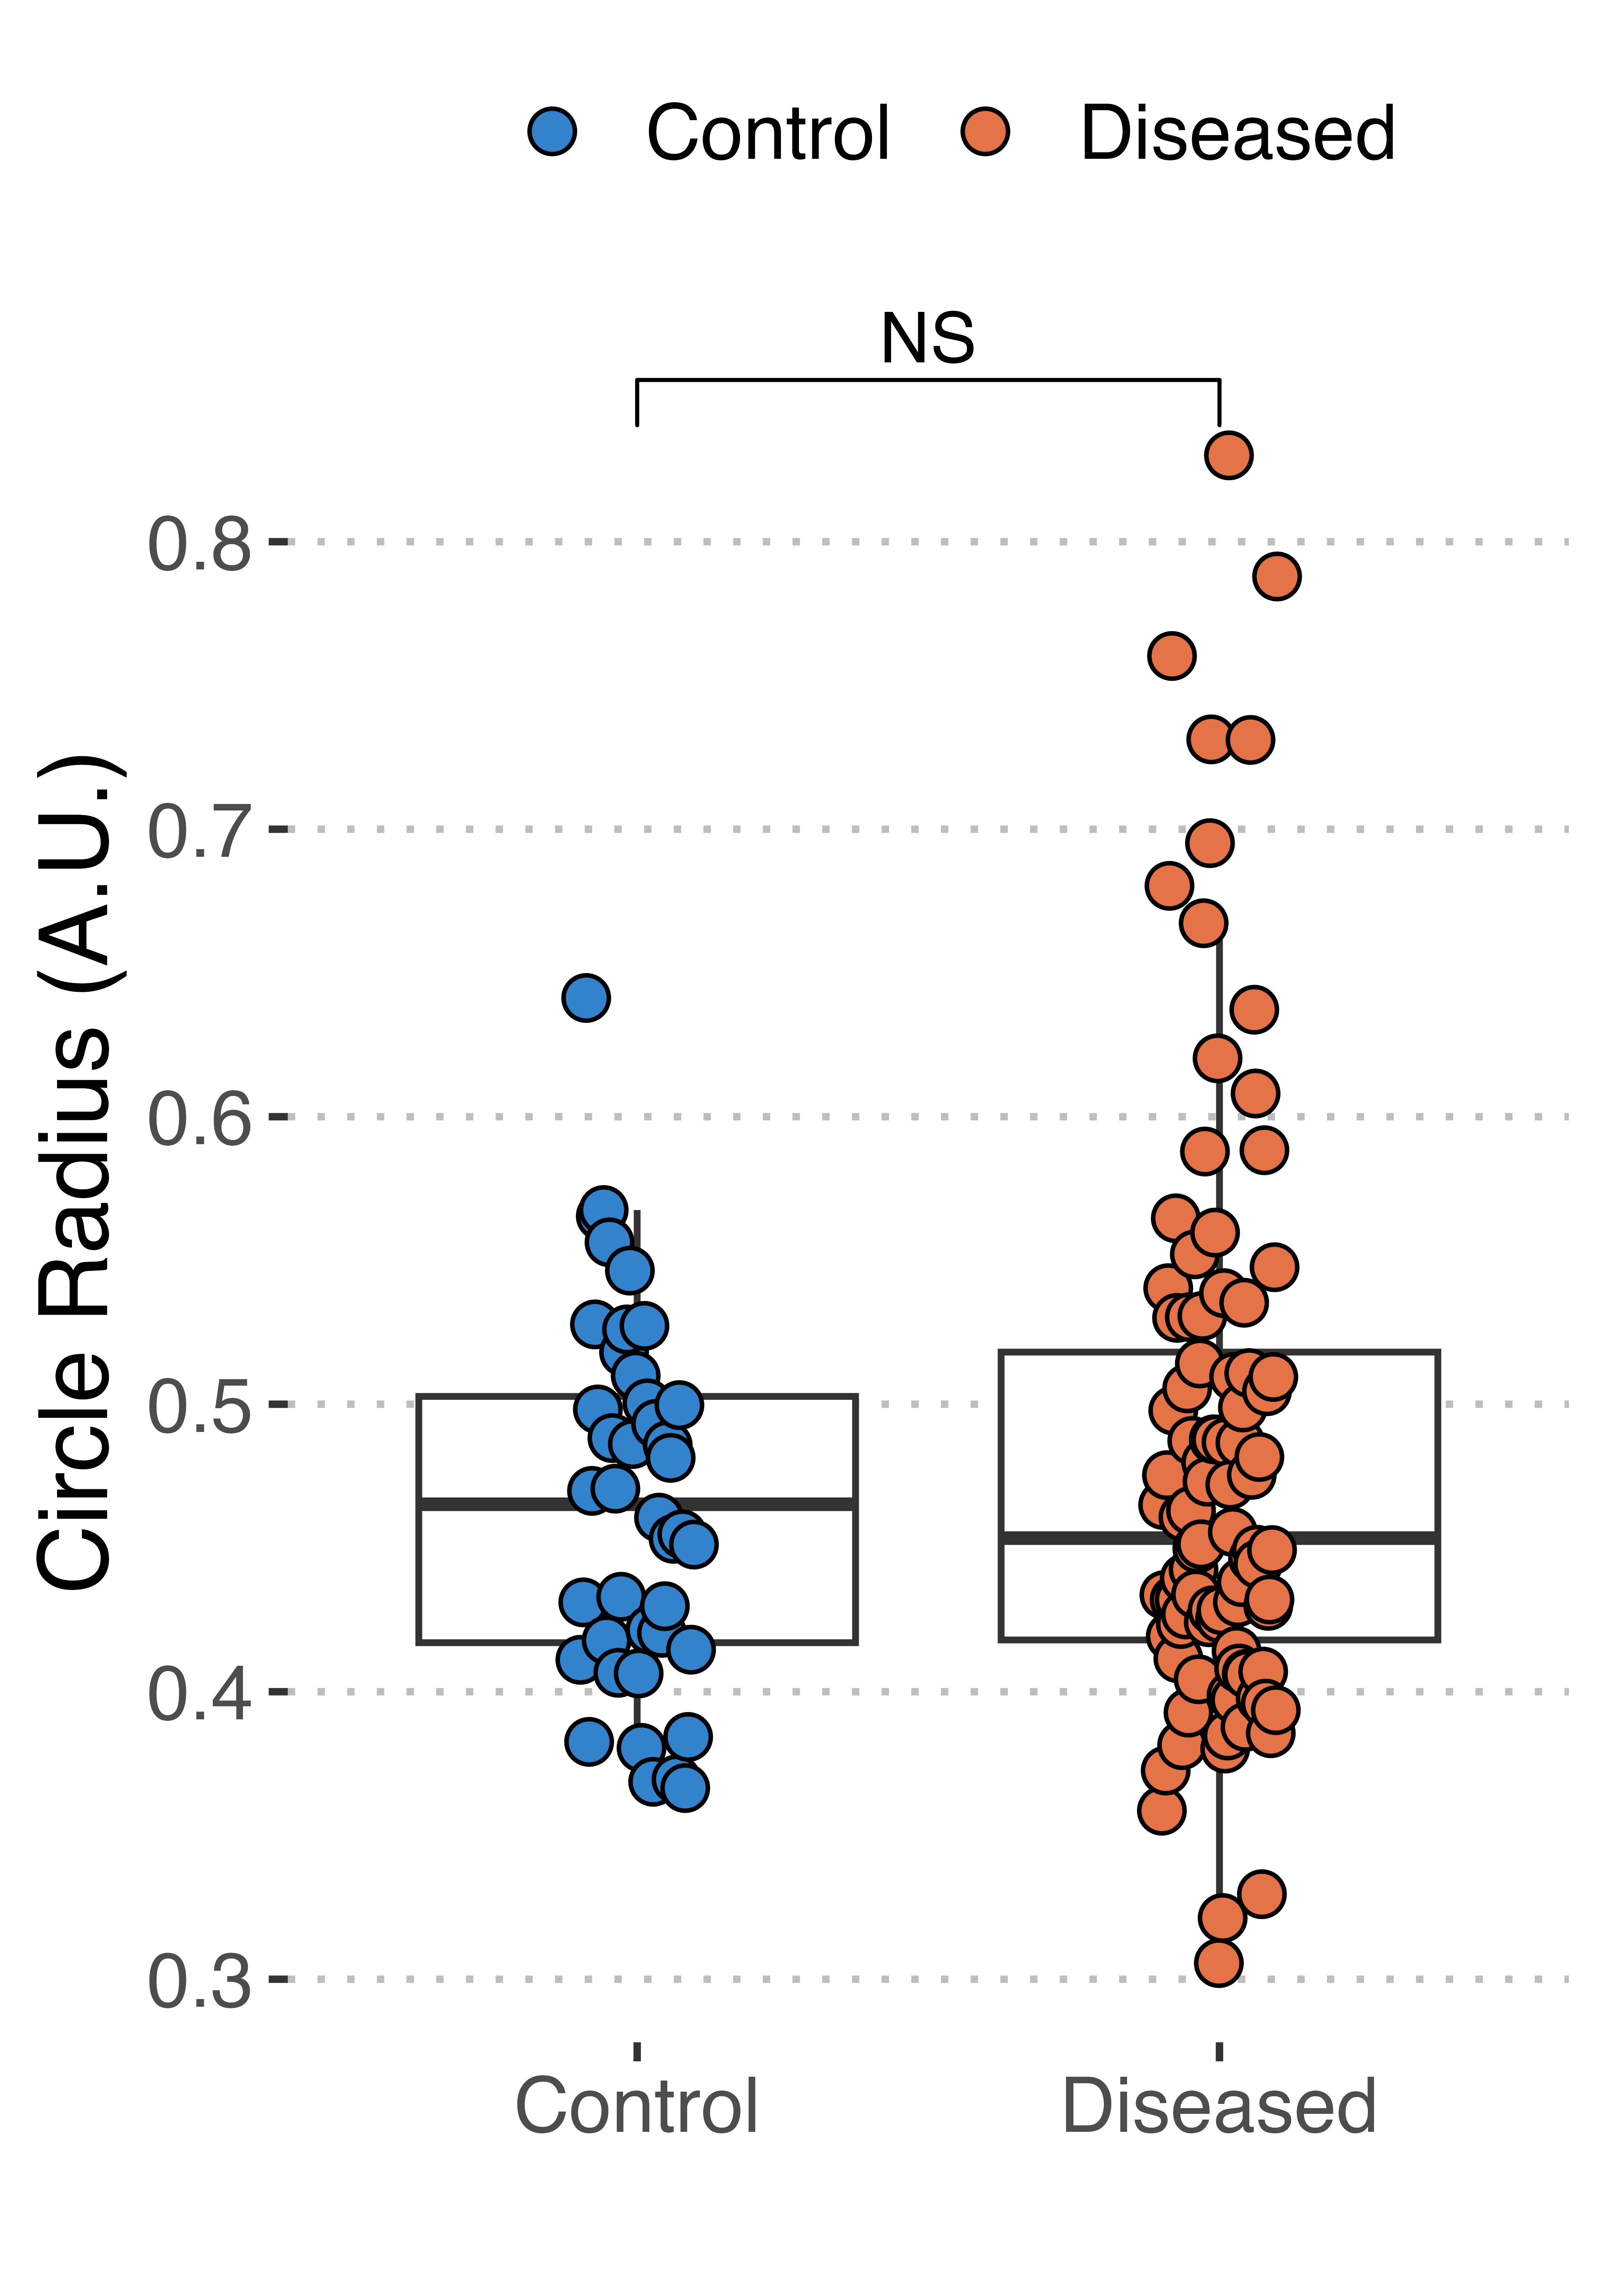 Control Diseased
NS
Circle Radius (A.U.)
0.8
0.7
0.6
0.5
0.4
0.3
Control Diseased